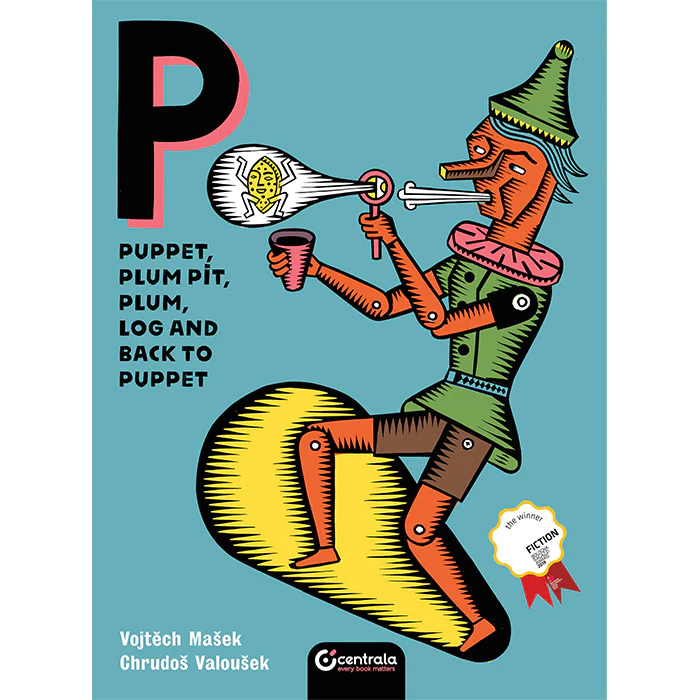 P
PUPPET,
PLUM PÍT,
PLUM,
LOG AND
BACK TO
PUPPET
the winner
FICTION
2019
Vojtěch Mašek
Chrudoš Valoušek
centrala
every book matters